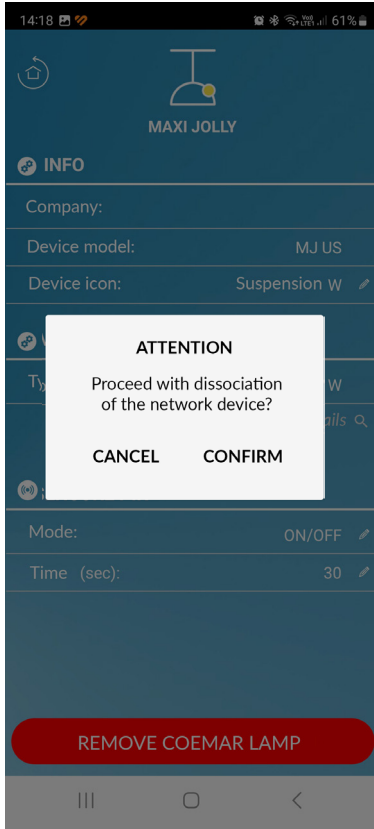 14:18
61%
MAXI JOLLY
INFO
Company:
Device model: MJ US
Device icon: Suspension W
ATTENTION
Proceed with dissociation
of the network device?
W
CANCEL CONFIRM
Mode: ON/OFF
Time (sec): 30
REMOVE COEMAR LAMP